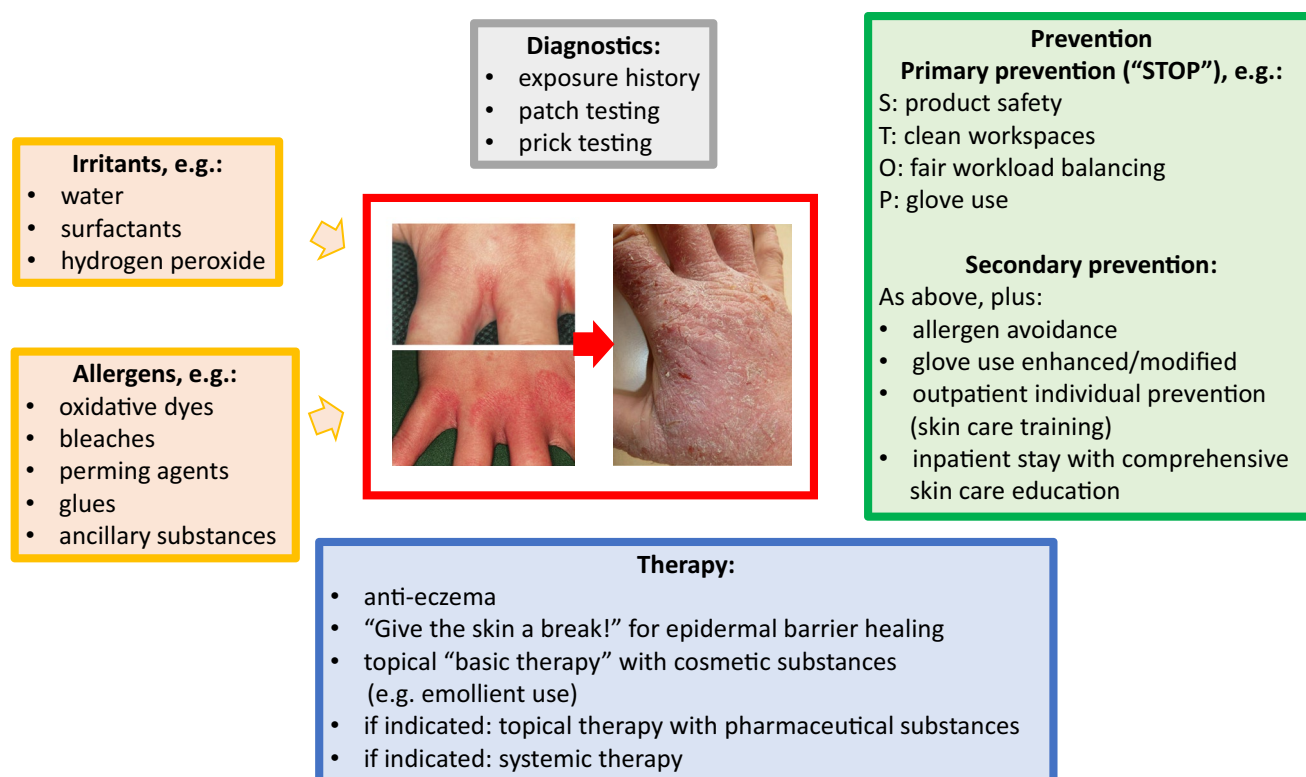 Diagnostics:
• exposure history
• patch testing
• prick testing
Irritants, e.g.:
• water
• surfactants
• hydrogen peroxide
Allergens, e.g.:
• oxidative dyes
• bleaches
• perming agents
• glues
• ancillary substances
Prevention
Primary prevention (“STOP”), e.g.:
S: product safety
T: clean workspaces
O: fair workload balancing
P: glove use
Secondary prevention:
As above, plus:
• allergen avoidance
• glove use enhanced/modified
• outpatient individual prevention
(skin care training)
• inpatient stay with comprehensive
skin care education
Therapy:
• anti-eczema
• “Give the skin a break!” for epidermal barrier healing
• topical “basic therapy” with cosmetic substances
(e.g. emollient use)
• if indicated: topical therapy with pharmaceutical substances
• if indicated: systemic therapy